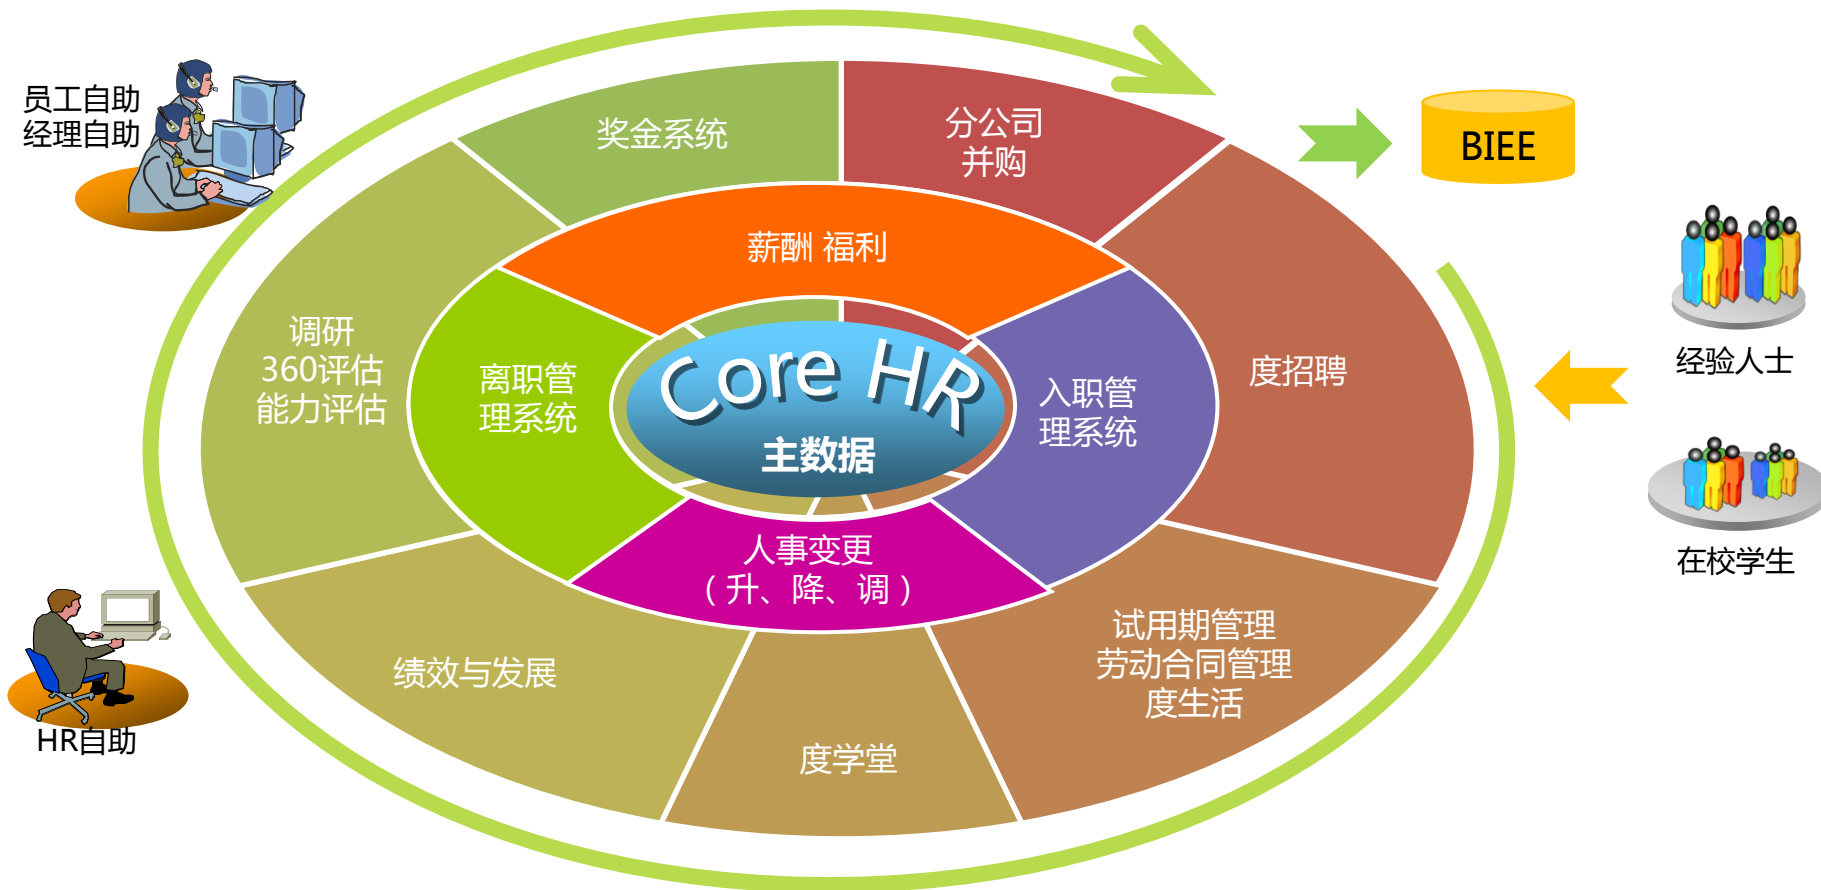 员工自助
经理自助
奖金系统
分公司
并购
BIEE
薪酬 福利
调研
360评估
能力评估
离职管
理系统
Core HR
主数据
入职管
理系统
度招聘
经验人士
在校学生
人事变更
（升、降、调）
试用期管理
劳动合同管理
度生活
绩效与发展
度学堂
HR自助